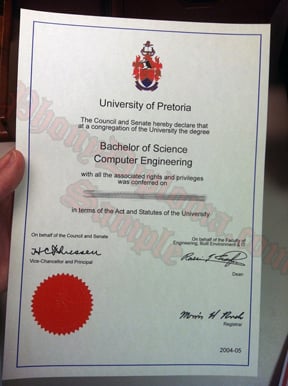 University of Pretoria
The Council and Senate hereby declare that
at a congregation of the University the degree
Bachelor of Science
Computer Engineering
with all the associated rights and privileges
was conferred on
in terms of the Act and Statutes of the University
On behalf of the Council and Senate
Vice-Chancellor and Principal
On behalf of the Faculty of
Engineering, Built Environment & IT
Dean
Registrar
2004-05
Sample